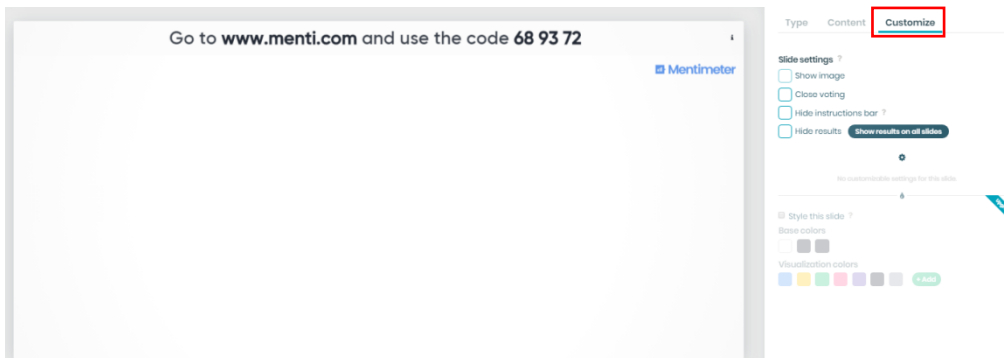 Go to www.menti.com and use the code 68 93 72
Mentimeter
Type Content Customize
Slide settings ?
Show image
Close voting
Hide instructions bar ?
Hide results Show results on all slides
No customizable settings for this slide
Style this slide ?
Base colors
Visualization colors
+ Add